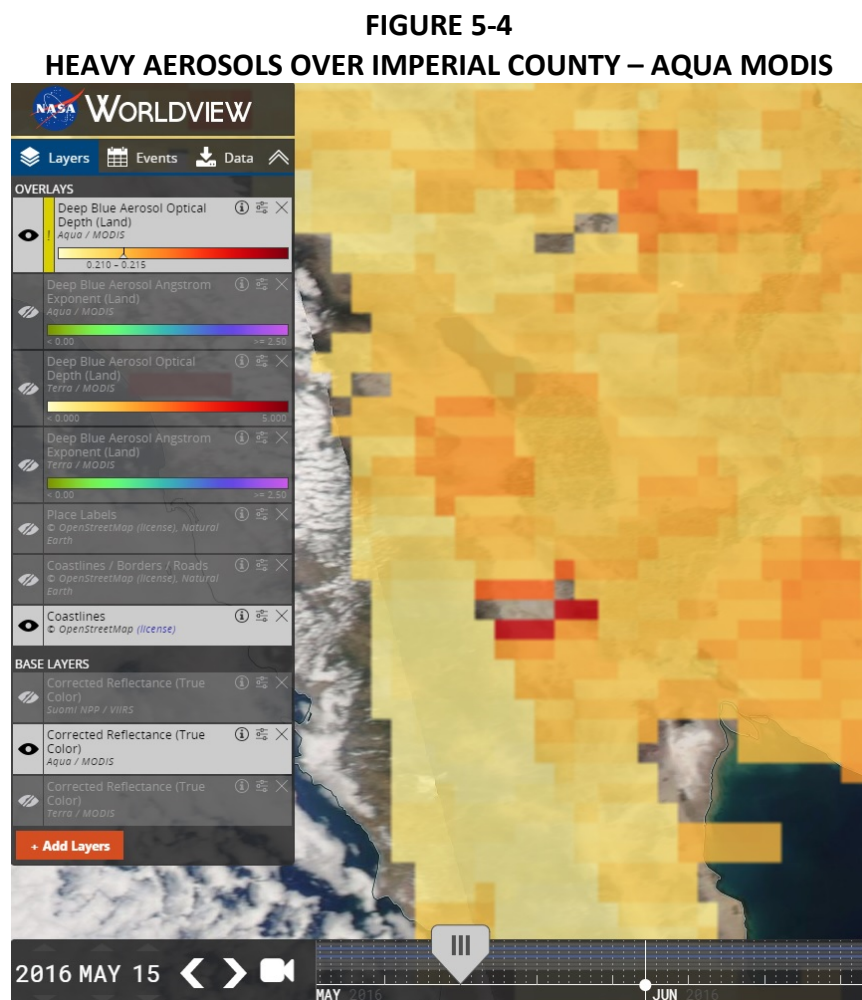 FIGURE 5-4
HEAVY AEROSOLS OVER IMPERIAL COUNTY – AQUA MODIS
NASA WORLDVIEW
Layers Events Data
OVERLAYS
Deep Blue Aerosol Optical
Depth (Land)
Aqua / MODIS
0.210 – 0.215
Deep Blue Aerosol Angstrom
Exponent (Land)
Aqua / MODIS
< 0.00 >= 2.50
Deep Blue Aerosol Optical
Depth (Land)
Terra / MODIS
< 0.000 5.000
Deep Blue Aerosol Angstrom
Exponent (Land)
Terra / MODIS
< 0.00 >= 2.50
Place Labels
© OpenStreetMap (license), Natural
Earth
Coastlines / Borders / Roads
© OpenStreetMap (license), Natural
Earth
Coastlines
© OpenStreetMap (license)
BASE LAYERS
Corrected Reflectance (True
Color)
Suomi NPP / VIIRS
Corrected Reflectance (True
Color)
Aqua / MODIS
Corrected Reflectance (True
Color)
Terra / MODIS
+ Add Layers
2016 MAY 15
MAY 2016 JUN 2016